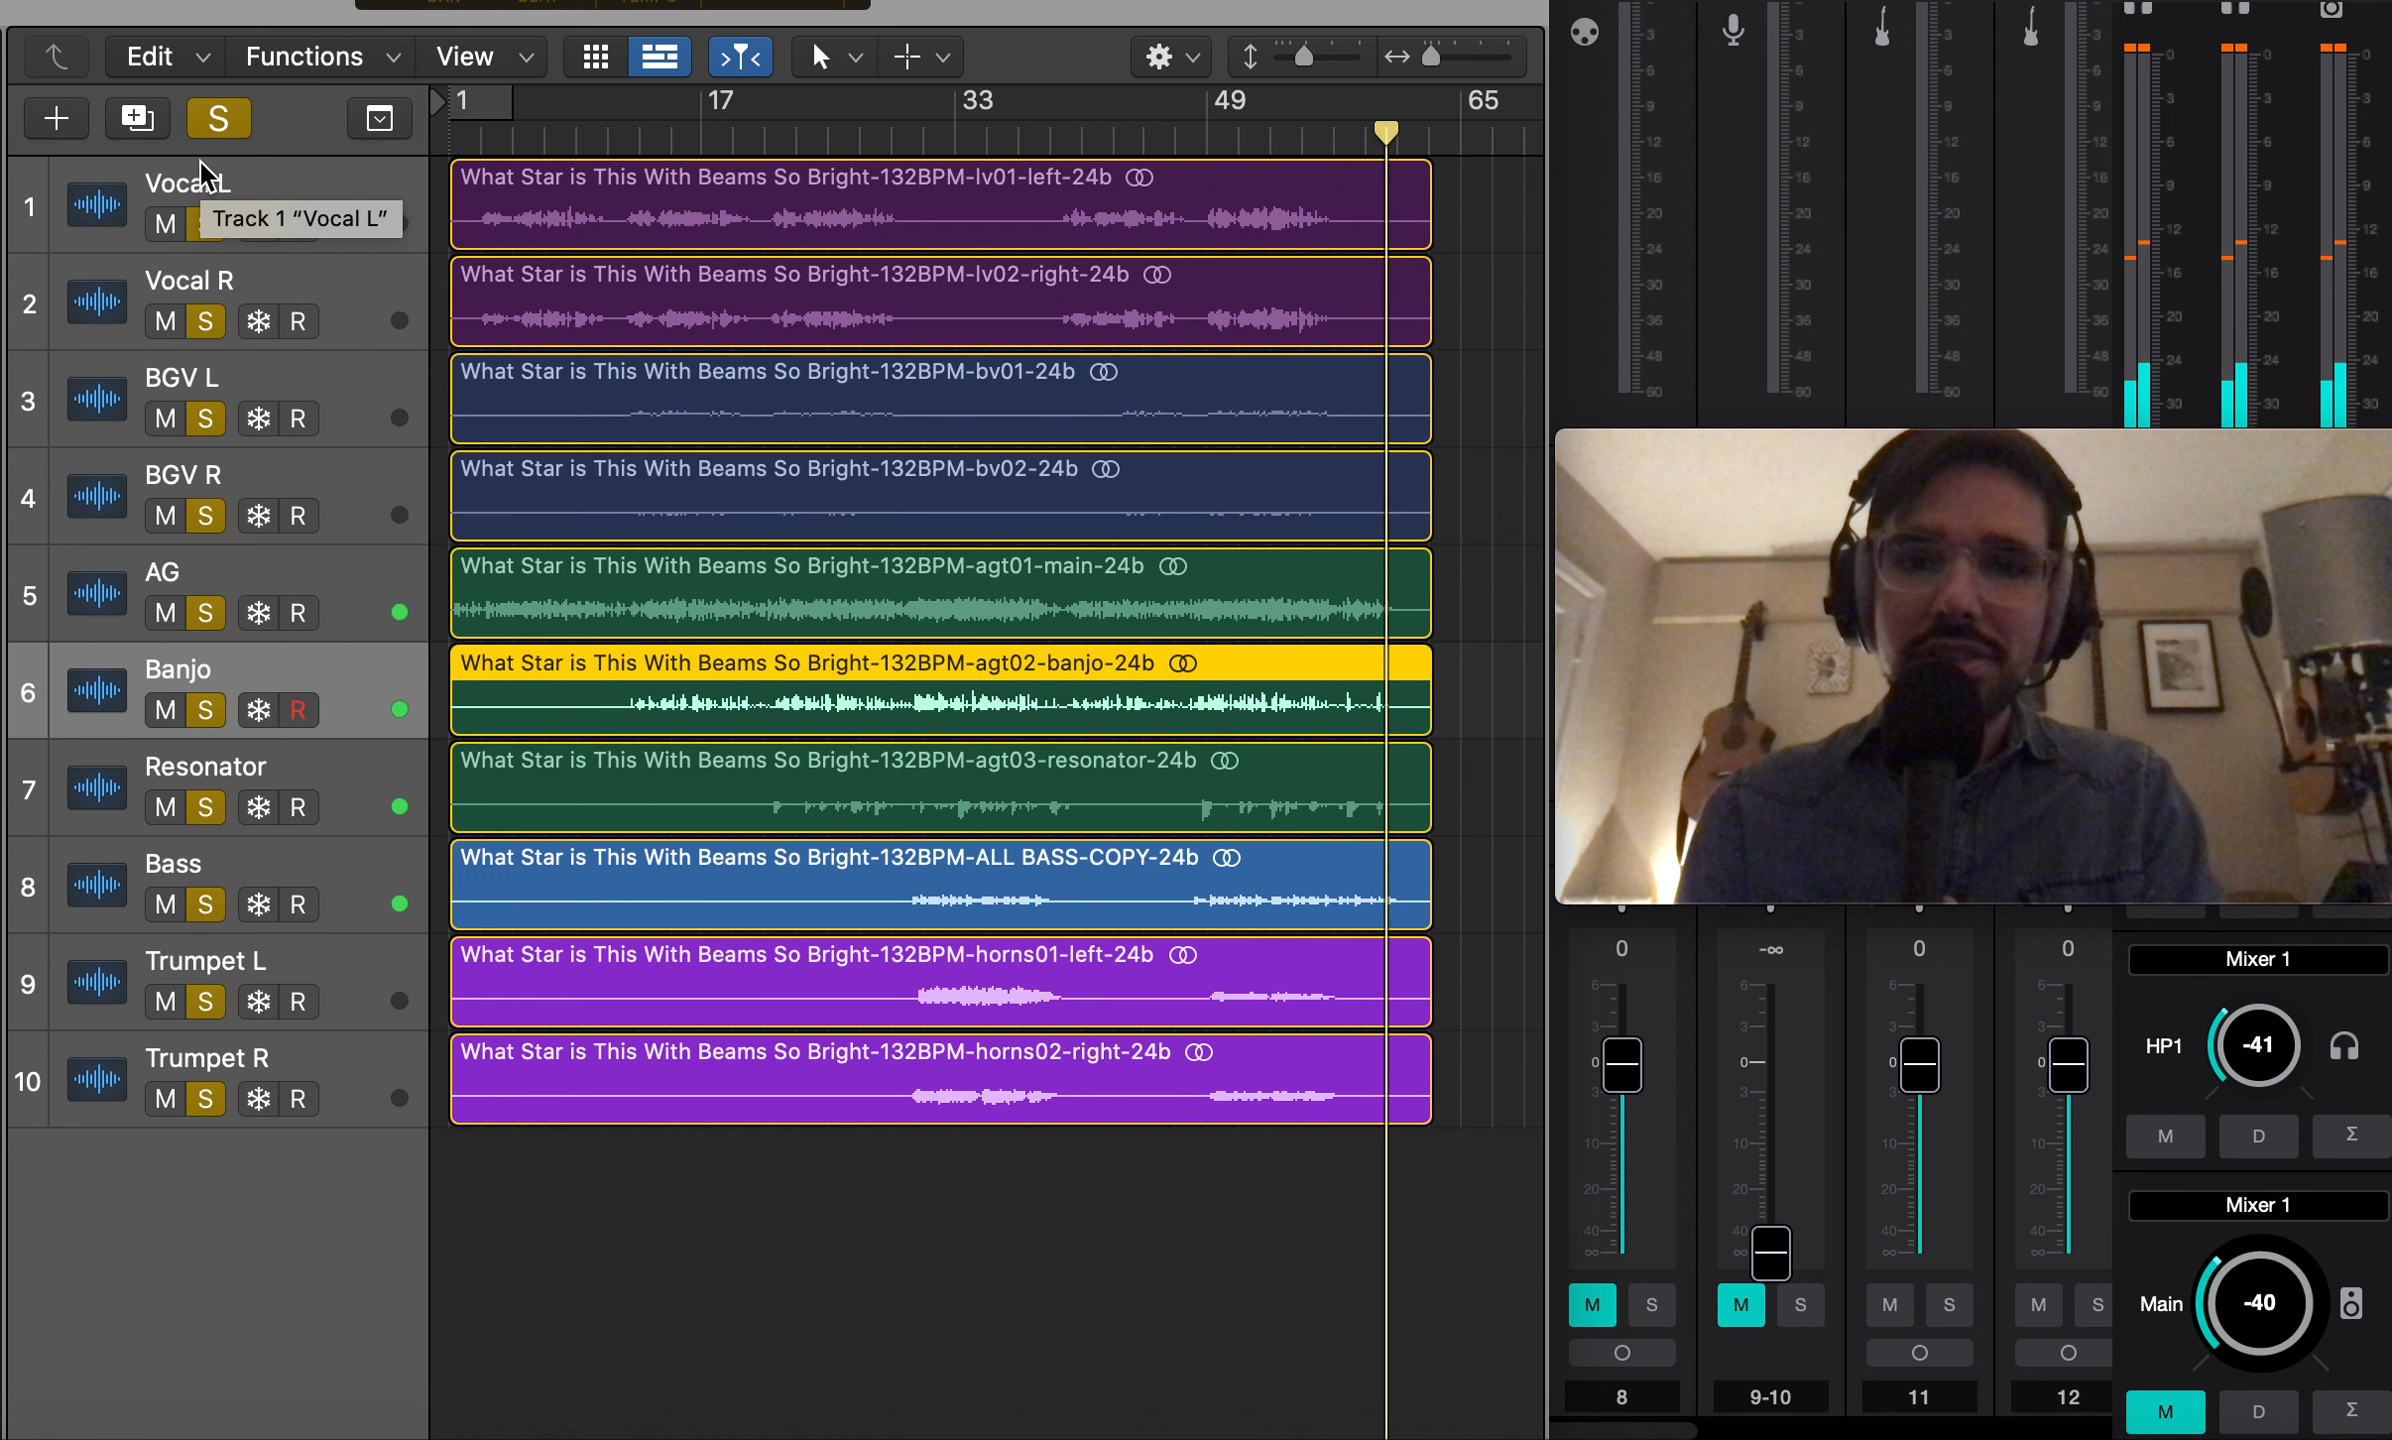 Edit
Functions
View
S
1 17 33 49 65
1
Vocal L
M
Track 1 “Vocal L”
What Star is This With Beams So Bright-132BPM-lv01-left-24b
2
Vocal R
M S R
What Star is This With Beams So Bright-132BPM-lv02-right-24b
3
BGV L
M S R
What Star is This With Beams So Bright-132BPM-bv01-24b
4
BGV R
M S R
What Star is This With Beams So Bright-132BPM-bv02-24b
5
AG
M S R
What Star is This With Beams So Bright-132BPM-agt01-main-24b
6
Banjo
M S R
What Star is This With Beams So Bright-132BPM-agt02-banjo-24b
7
Resonator
M S R
What Star is This With Beams So Bright-132BPM-agt03-resonator-24b
8
Bass
M S R
What Star is This With Beams So Bright-132BPM-ALL BASS-COPY-24b
9
Trumpet L
M S R
What Star is This With Beams So Bright-132BPM-horns01-left-24b
10
Trumpet R
M S R
What Star is This With Beams So Bright-132BPM-horns02-right-24b
0 -∞ 0 0
M S M S M S M S
8 9-10 11 12
Mixer 1
HP1 -41
M D Σ
Mixer 1
Main -40
M D Σ